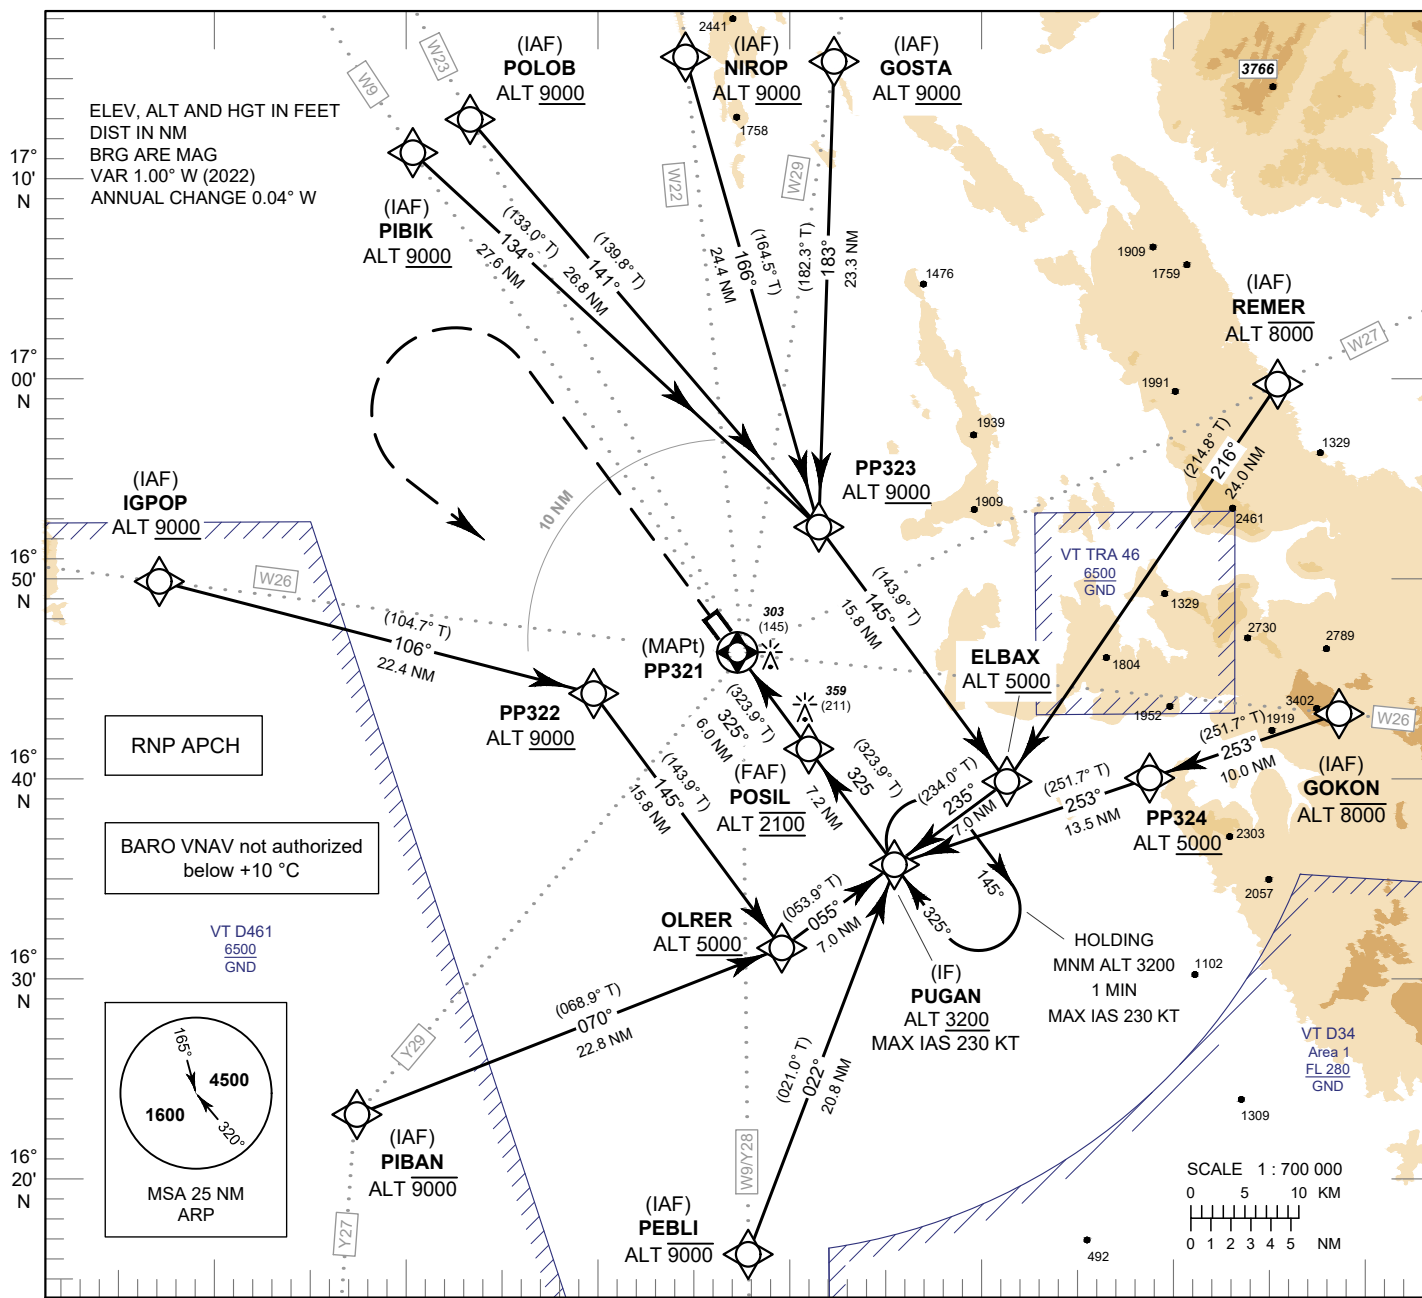 ELEV, ALT AND HGT IN FEET
DIST IN NM
BRG ARE MAG
VAR 1.00° W (2022)
ANNUAL CHANGE 0.04° W
W9
W23
(IAF)
POLOB
ALT 9000
2441
(IAF)
NIROP
ALT 9000
1758
(IAF)
GOSTA
ALT 9000
3766
17°
10'
N
(IAF)
PIBIK
ALT 9000
W22
W29
(133.0° T)
134°
27.6 NM
(139.8° T)
141°
26.8 NM
(164.5° T)
166°
24.4 NM
(182.3° T)
183°
23.3 NM
1476
1909
1759
(IAF)
REMER
ALT 8000
W27
17°
00'
N
1991
1939
1329
(214.8° T)
216°
24.0 NM
PP323
ALT 9000
1909
2461
10 NM
(IAF)
IGPOP
ALT 9000
16°
50'
N
W26
VT TRA 46
6500
GND
1329
(143.9° T)
145°
15.8 NM
303
(145)
(MAPt)
PP321
(104.7° T)
106°
22.4 NM
2730
2789
1804
ELBAX
ALT 5000
359
(211)
(323.9° T)
325°
6.0 NM
PP322
ALT 9000
1952
3402
1919
W26
(251.7° T)
253°
10.0 NM
RNP APCH
16°
40'
N
(143.9° T)
145°
15.8 NM
(FAF)
POSIL
ALT 2100
(323.9° T)
325
7.2 NM
(234.0° T)
235°
7.0 NM
(251.7° T)
253°
13.5 NM
PP324
ALT 5000
(IAF)
GOKON
ALT 8000
2303
2057
BARO VNAV not authorized
below +10 °C
145°
325°
VT D461
6500
GND
OLRER
ALT 5000
(053.9° T)
055°
7.0 NM
HOLDING
MNM ALT 3200
1 MIN
MAX IAS 230 KT
(IF)
PUGAN
ALT 3200
MAX IAS 230 KT
1102
16°
30'
N
(068.9° T)
070°
22.8 NM
Y29
VT D34
Area 1
FL 280
GND
165°
4500
1600
320°
MSA 25 NM
ARP
(021.0° T)
022°
20.8 NM
1309
16°
20'
N
(IAF)
PIBAN
ALT 9000
Y27
W9/Y28
(IAF)
PEBLI
ALT 9000
492
SCALE 1 : 700 000
0 5 10 KM
0 1 2 3 4 5 NM